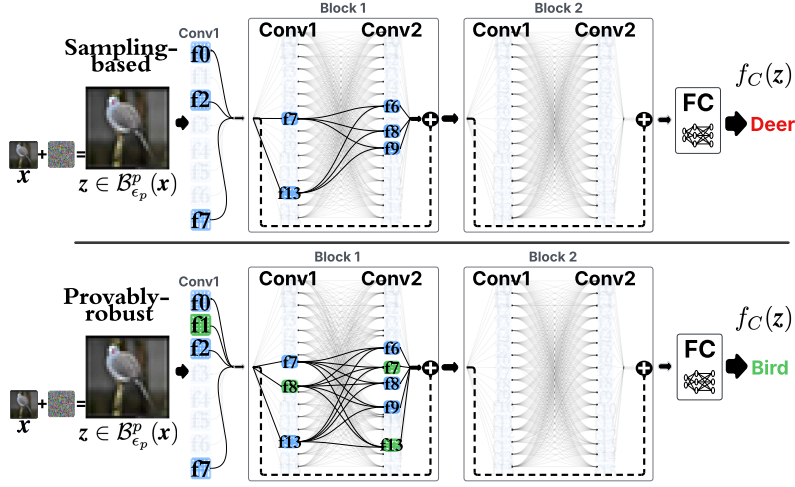 Block 1
Block 2
Sampling-
based
Conv1
Conv1
Conv2
Conv1
Conv2
f0
f2
f7
f7
f13
f6
f8
f9
FC
f_C(z)
Deer
x
+
=
z ∈ B^p_{ϵ_p}(x)
Block 1
Block 2
Provably-
robust
Conv1
Conv1
Conv2
Conv1
Conv2
f0
f1
f2
f7
f7
f8
f13
f6
f7
f8
f9
f13
FC
f_C(z)
Bird
x
+
=
z ∈ B^p_{ϵ_p}(x)